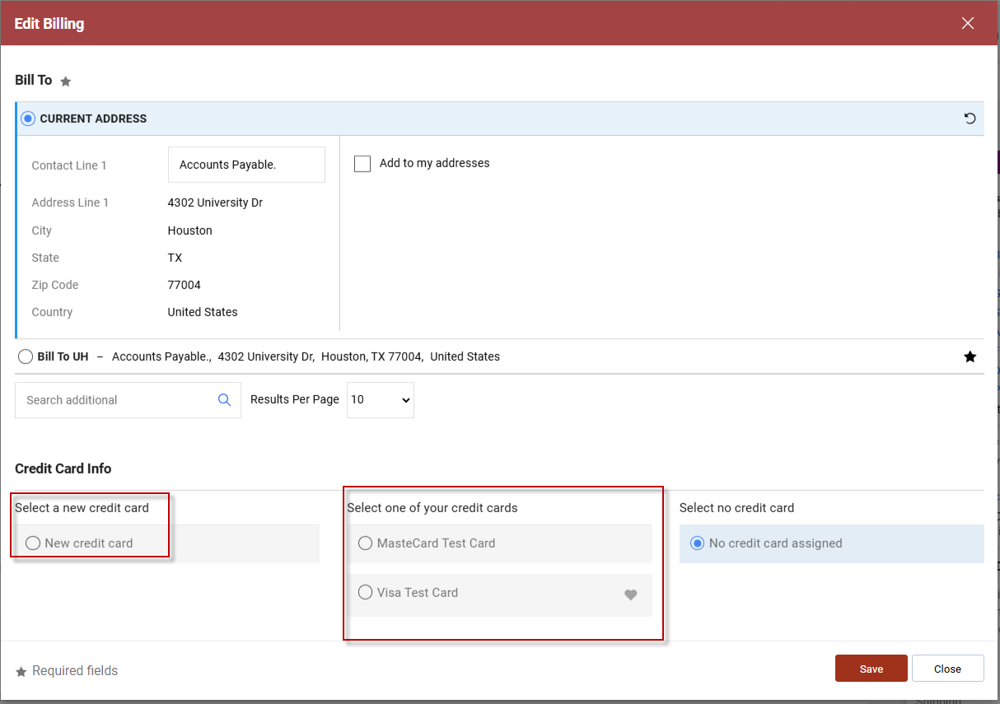 Edit Billing
Bill To
CURRENT ADDRESS
Contact Line 1 Accounts Payable.
Add to my addresses
Address Line 1 4302 University Dr
City Houston
State TX
Zip Code 77004
Country United States
Bill To UH – Accounts Payable., 4302 University Dr, Houston, TX 77004, United States
Search additional Results Per Page 10
Credit Card Info
Select a new credit card
New credit card
Select one of your credit cards
MasteCard Test Card
Visa Test Card
Select no credit card
No credit card assigned
Required fields
Save Close